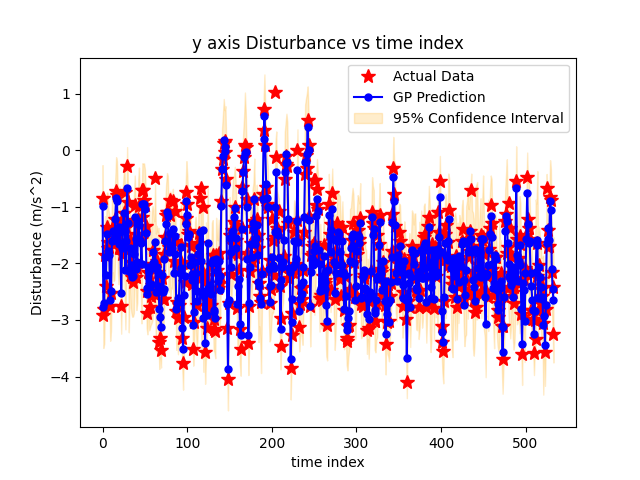 y axis Disturbance vs time index
Actual Data
GP Prediction
95% Confidence Interval
Disturbance (m/s^2)
1
0
−1
−2
−3
−4
0 100 200 300 400 500
time index